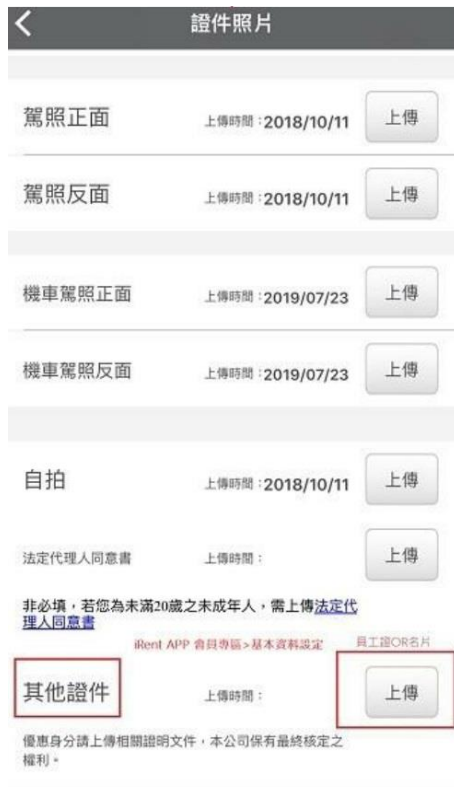 證件照片
駕照正面 上傳時間：2018/10/11 上傳
駕照反面 上傳時間：2018/10/11 上傳
機車駕照正面 上傳時間：2019/07/23 上傳
機車駕照反面 上傳時間：2019/07/23 上傳
自拍 上傳時間：2018/10/11 上傳
法定代理人同意書 上傳時間： 上傳
非必填，若您為未滿20歲之未成年人，需上傳法定代
理人同意書
iRent APP 會員專區>基本資料設定 員工證OR名片
其他證件 上傳時間： 上傳
優惠身分請上傳相關證明文件，本公司保有最終核定之
權利。